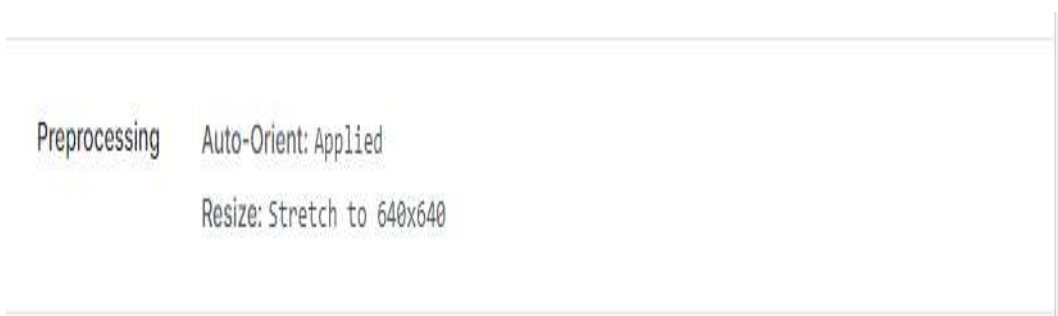 Preprocessing Auto-Orient: Applied
Resize: Stretch to 640x640